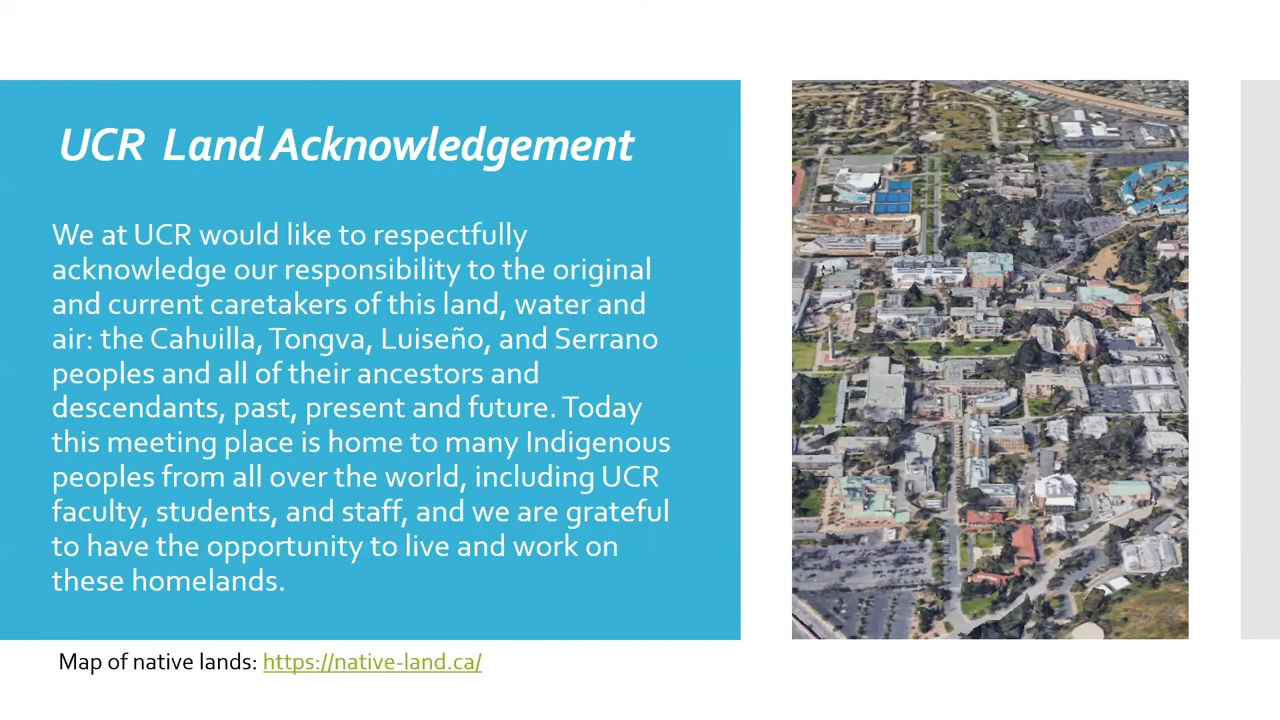 UCR Land Acknowledgement
We at UCR would like to respectfully
acknowledge our responsibility to the original
and current caretakers of this land, water and
air: the Cahuilla, Tongva, Luiseño, and Serrano
peoples and all of their ancestors and
descendants, past, present and future. Today
this meeting place is home to many Indigenous
peoples from all over the world, including UCR
faculty, students, and staff, and we are grateful
to have the opportunity to live and work on
these homelands.
Map of native lands: https://native-land.ca/